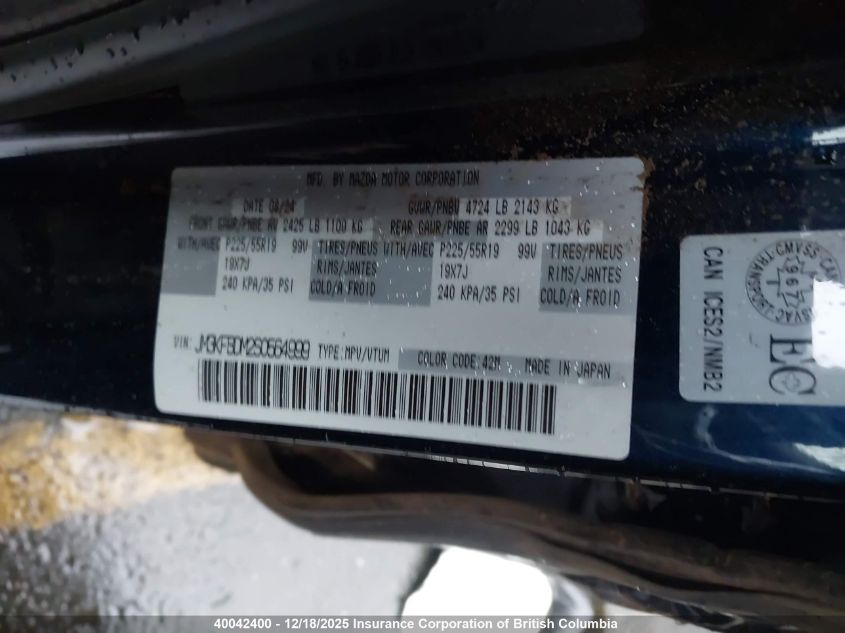 MFD. BY MAZDA MOTOR CORPORATION
DATE 08/24 GVWR/PNBV 4724 LB 2143 KG
FRONT GAWR/PNBE AV 2425 LB 1100 KG REAR GAWR/PNBE AR 2299 LB 1043 KG
WITH/AVEC P225/55R19 99V TIRES/PNEUS WITH/AVEC P225/55R19 99V TIRES/PNEUS
19X7J RIMS/JANTES 19X7J RIMS/JANTES
240 KPA/35 PSI COLD/A FROID 240 KPA/35 PSI COLD/A FROID
VIN: JM3KFBDM2S0564999 TYPE:MPV/VTUM COLOR CODE:42M MADE IN JAPAN
CAN ICES2/NMB2
EC
40042400 - 12/18/2025 Insurance Corporation of British Columbia